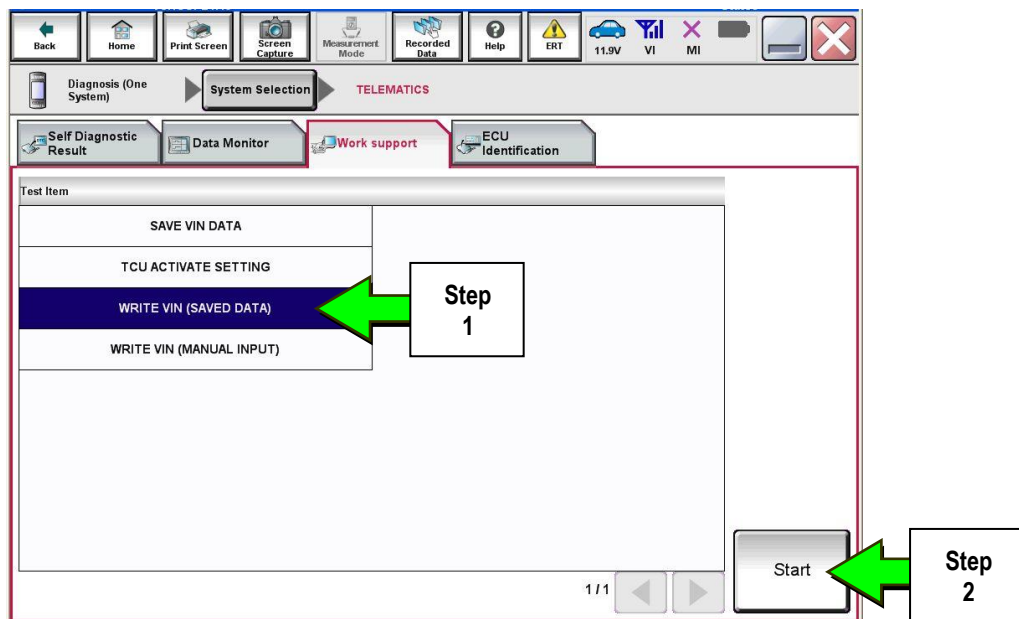 Back
Home
Print Screen
Screen
Capture
Measurement
Mode
Recorded
Data
Help
ERT
11.9V
VI
MI
Diagnosis (One
System)
System Selection
TELEMATICS
Self Diagnostic
Result
Data Monitor
Work support
ECU
Identification
Test Item
SAVE VIN DATA
TCU ACTIVATE SETTING
WRITE VIN (SAVED DATA)
WRITE VIN (MANUAL INPUT)
Step
1
Start
Step
2
1/1